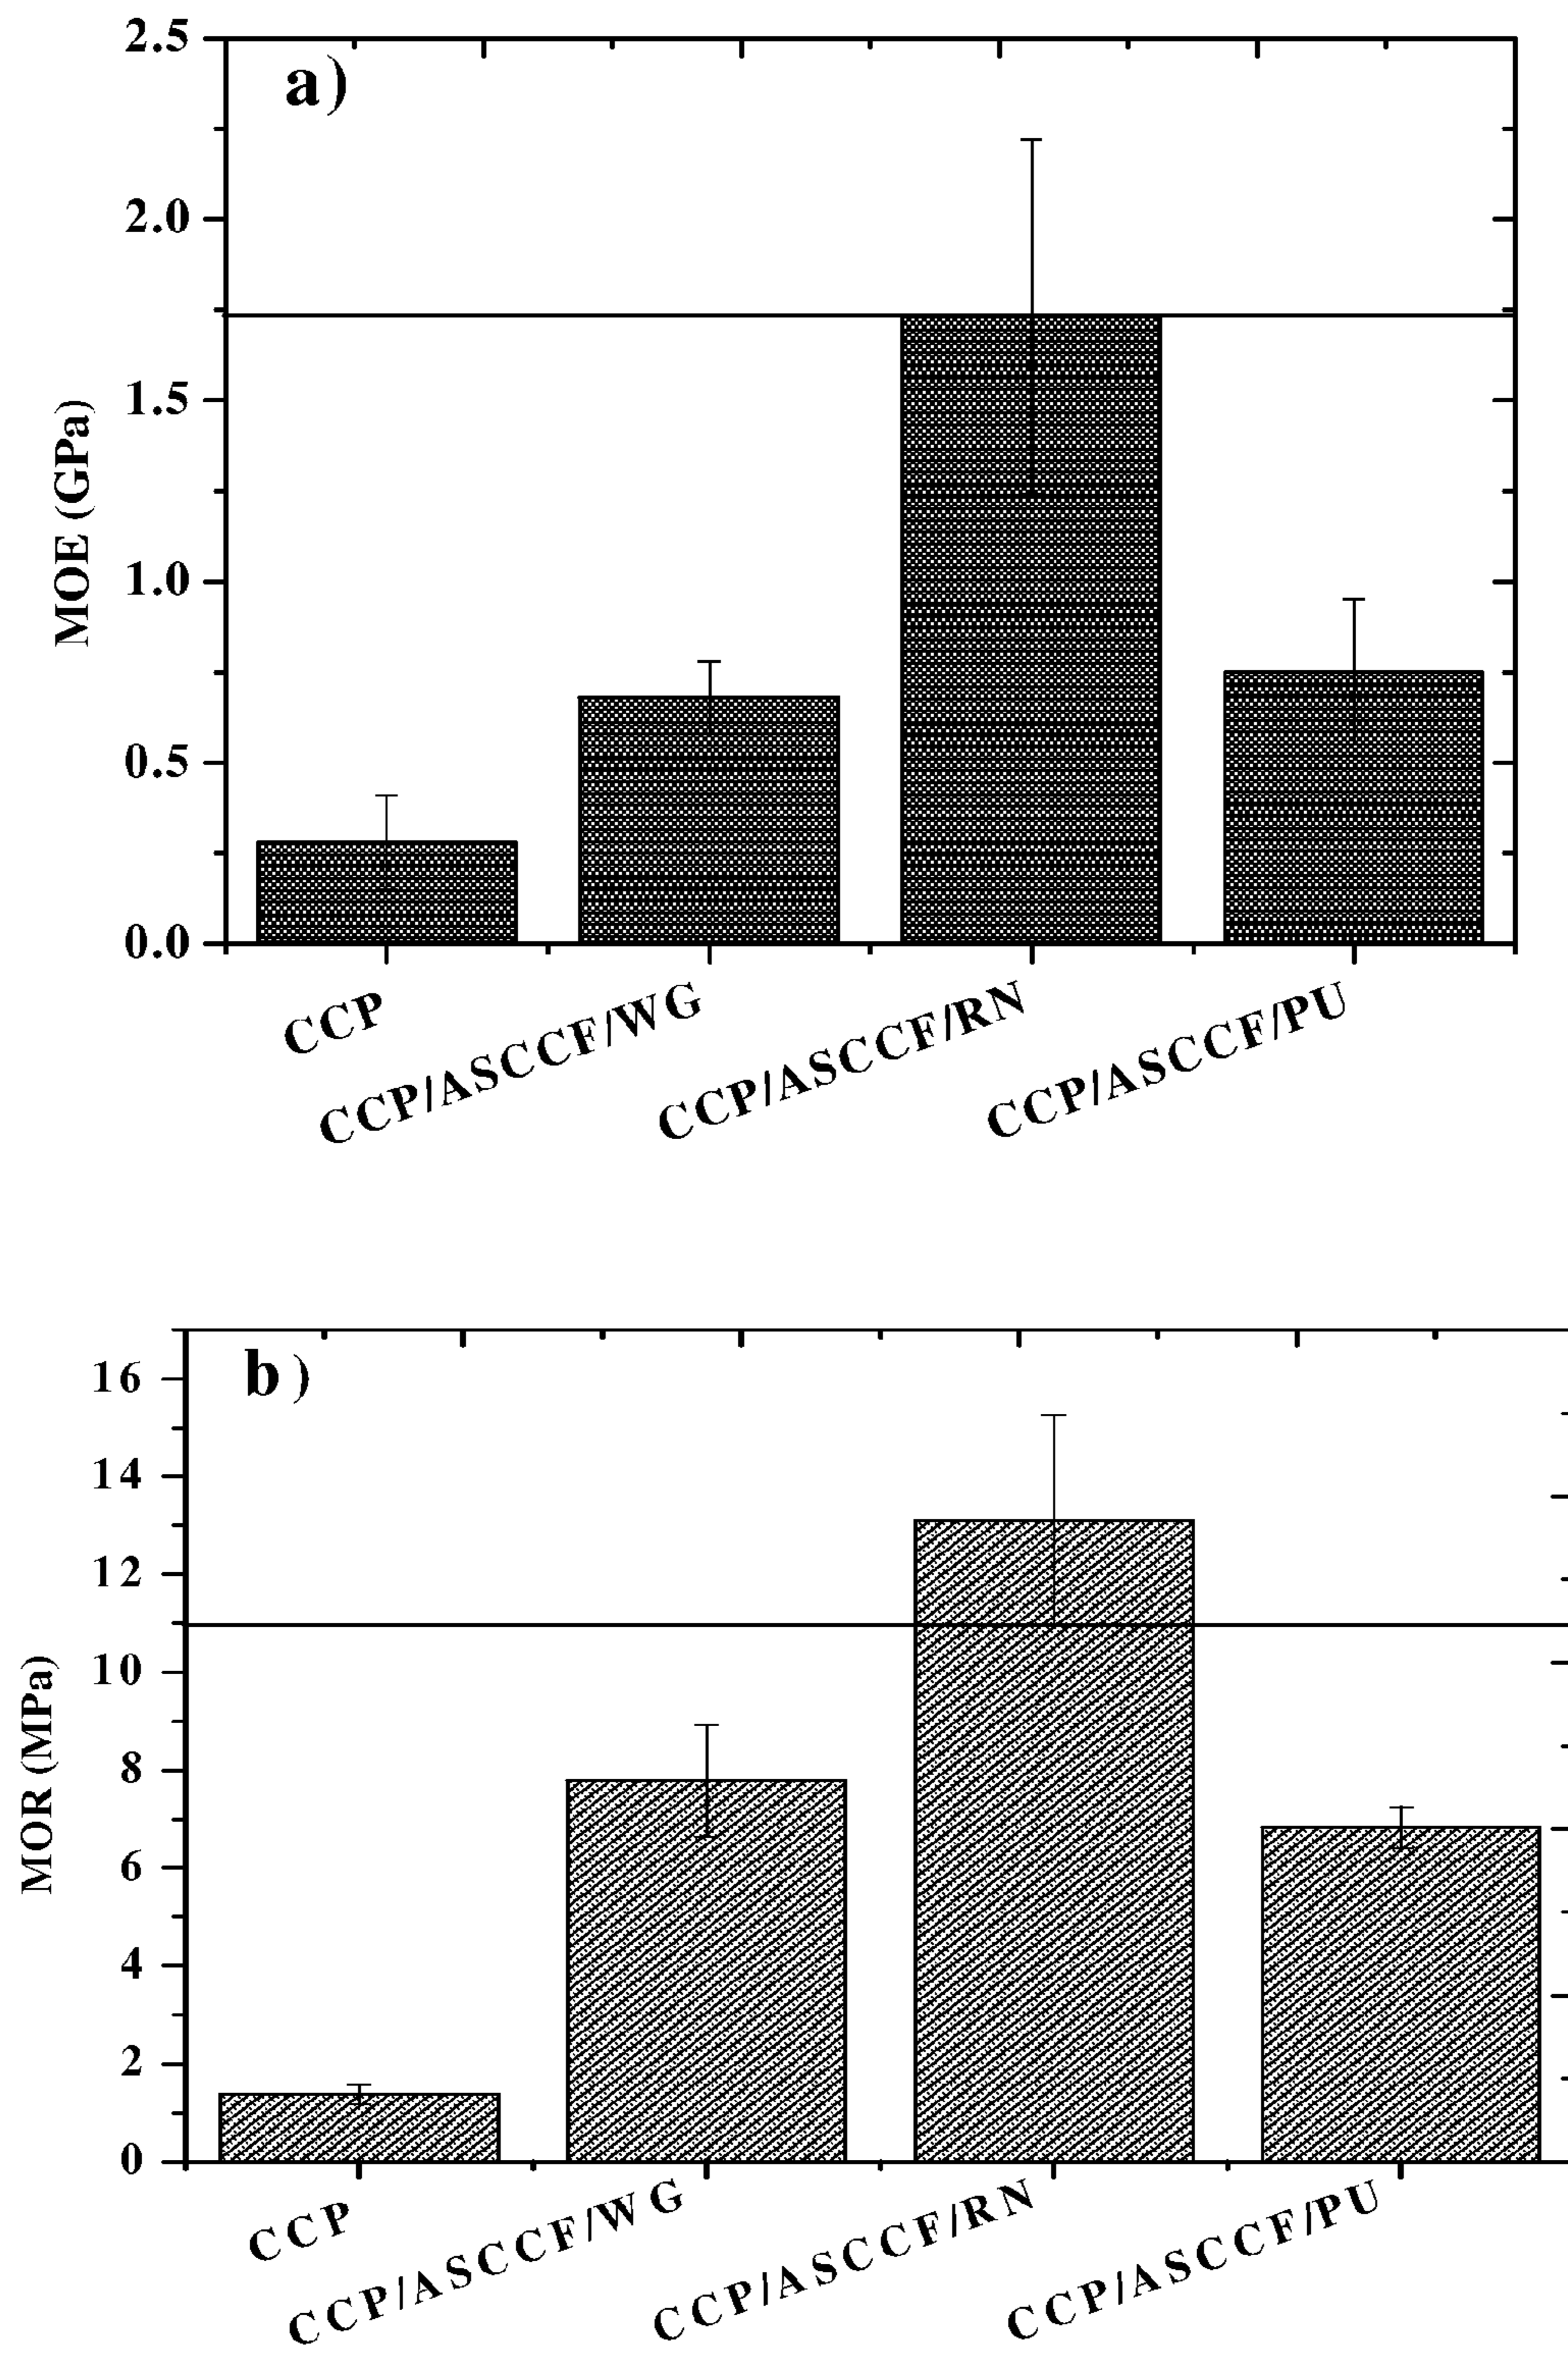 a)
2.5
2.0
1.5
1.0
0.5
0.0
MOE (GPa)
CCP
CCP/ASCCF/WG
CCP/ASCCF/RN
CCP/ASCCF/PU
b)
16
14
12
10
8
6
4
2
0
MOR (MPa)
CCP
CCP/ASCCF/WG
CCP/ASCCF/RN
CCP/ASCCF/PU